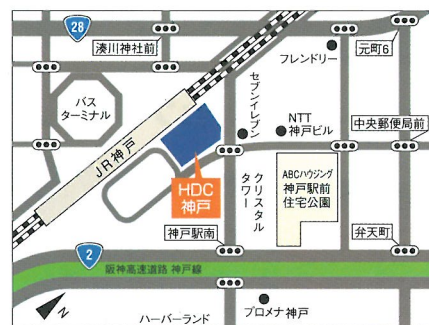 28
湊川神社前
元町6
フレンドリー
セブンイレブン
バス
ターミナル
NTT
神戸ビル
中央郵便局前
JR神戸
HDC
神戸
クリスタル
タワー
ABCハウジング
神戸駅前
住宅公園
神戸駅南
弁天町
2
阪神高速道路 神戸線
N
ハーバーランド
プロメナ神戸